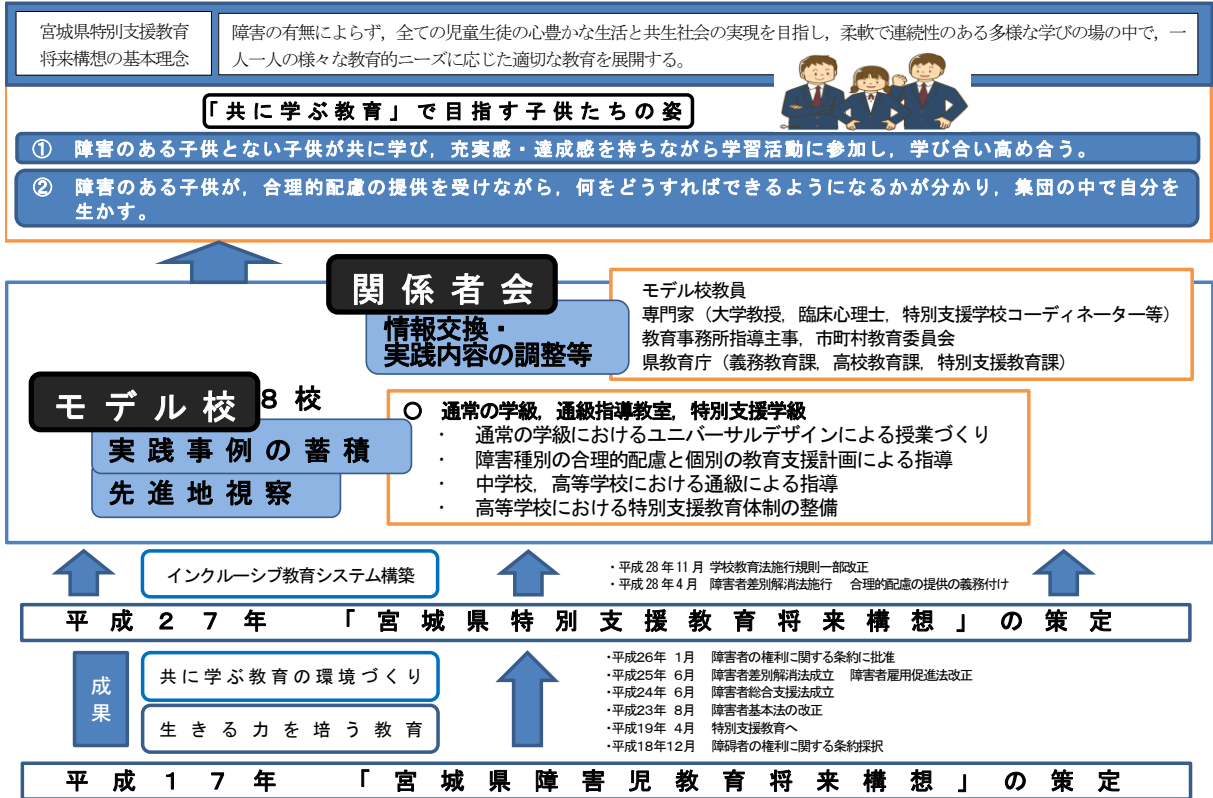 宮城県特別支援教育
将来構想の基本理念
障害の有無によらず，全ての児童生徒の心豊かな生活と共生社会の実現を目指し，柔軟で連続性のある多様な学びの場の中で，一
人一人の様々な教育的ニーズに応じた適切な教育を展開する。
「共に学ぶ教育」で目指す子供たちの姿
① 障害のある子供とない子供が共に学び，充実感・達成感を持ちながら学習活動に参加し，学び合い高め合う。
② 障害のある子供が，合理的配慮の提供を受けながら，何をどうすればできるようになるかが分かり，集団の中で自分を
生かす。
関係者会
情報交換・
実践内容の調整等
モデル校教員
専門家（大学教授，臨床心理士，特別支援学校コーディネーター等）
教育事務所指導主事，市町村教育委員会
県教育庁（義務教育課，高校教育課，特別支援教育課）
モデル校 8校
実践事例の蓄積
先進地視察
○ 通常の学級，通級指導教室，特別支援学級
・ 通常の学級におけるユニバーサルデザインによる授業づくり
・ 障害種別の合理的配慮と個別の教育支援計画による指導
・ 中学校，高等学校における通級による指導
・ 高等学校における特別支援教育体制の整備
インクルーシブ教育システム構築
・平成28年11月 学校教育法施行規則一部改正
・平成28年4月 障害者差別解消法施行 合理的配慮の提供の義務付け
平成27年 「宮城県特別支援教育将来構想」の策定
成果
共に学ぶ教育の環境づくり
生きる力を培う教育
・平成26年 1月 障害者の権利に関する条約に批准
・平成25年 6月 障害者差別解消法成立 障害者雇用促進法改正
・平成24年 6月 障害者総合支援法成立
・平成23年 8月 障害者基本法の改正
・平成19年 4月 特別支援教育へ
・平成18年12月 障碍者の権利に関する条約採択
平成17年 「宮城県障害児教育将来構想」の策定